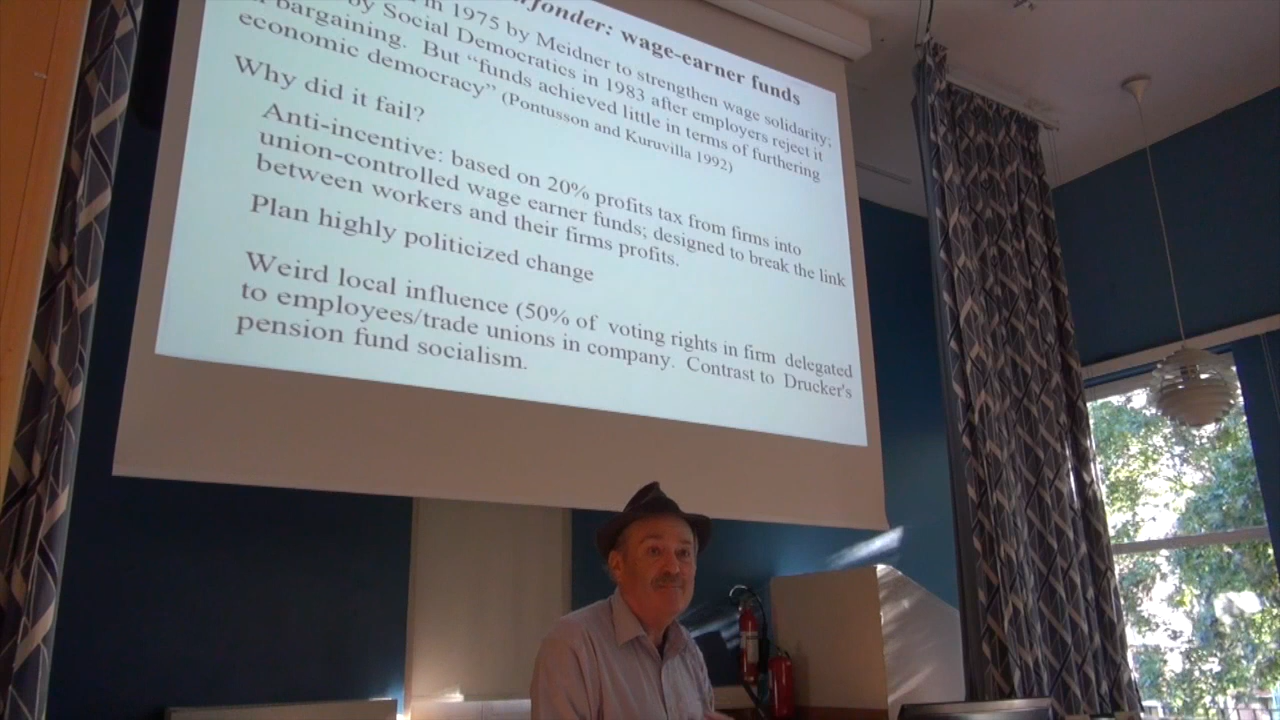 fonder: wage-earner funds
in 1975 by Meidner to strengthen wage solidarity;
by Social Democratics in 1983 after employers reject it
bargaining. But “funds achieved little in terms of furthering
economic democracy” (Pontusson and Kuruvilla 1992)
Why did it fail?
Anti-incentive: based on 20% profits tax from firms into
union-controlled wage earner funds; designed to break the link
between workers and their firms profits.
Plan highly politicized change
Weird local influence (50% of voting rights in firm delegated
to employees/trade unions in company. Contrast to Drucker's
pension fund socialism.